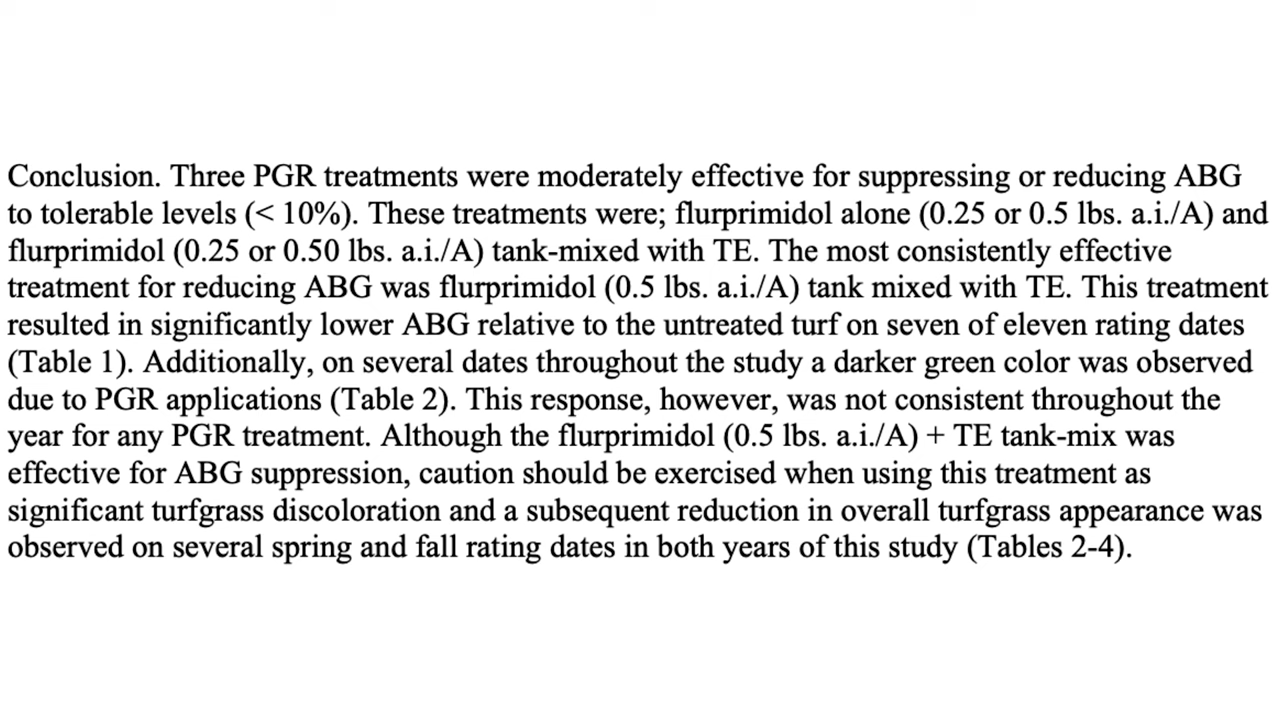 Conclusion. Three PGR treatments were moderately effective for suppressing or reducing ABG
to tolerable levels (< 10%). These treatments were; flurprimidol alone (0.25 or 0.5 lbs. a.i./A) and
flurprimidol (0.25 or 0.50 lbs. a.i./A) tank-mixed with TE. The most consistently effective
treatment for reducing ABG was flurprimidol (0.5 lbs. a.i./A) tank mixed with TE. This treatment
resulted in significantly lower ABG relative to the untreated turf on seven of eleven rating dates
(Table 1). Additionally, on several dates throughout the study a darker green color was observed
due to PGR applications (Table 2). This response, however, was not consistent throughout the
year for any PGR treatment. Although the flurprimidol (0.5 lbs. a.i./A) + TE tank-mix was
effective for ABG suppression, caution should be exercised when using this treatment as
significant turfgrass discoloration and a subsequent reduction in overall turfgrass appearance was
observed on several spring and fall rating dates in both years of this study (Tables 2-4).